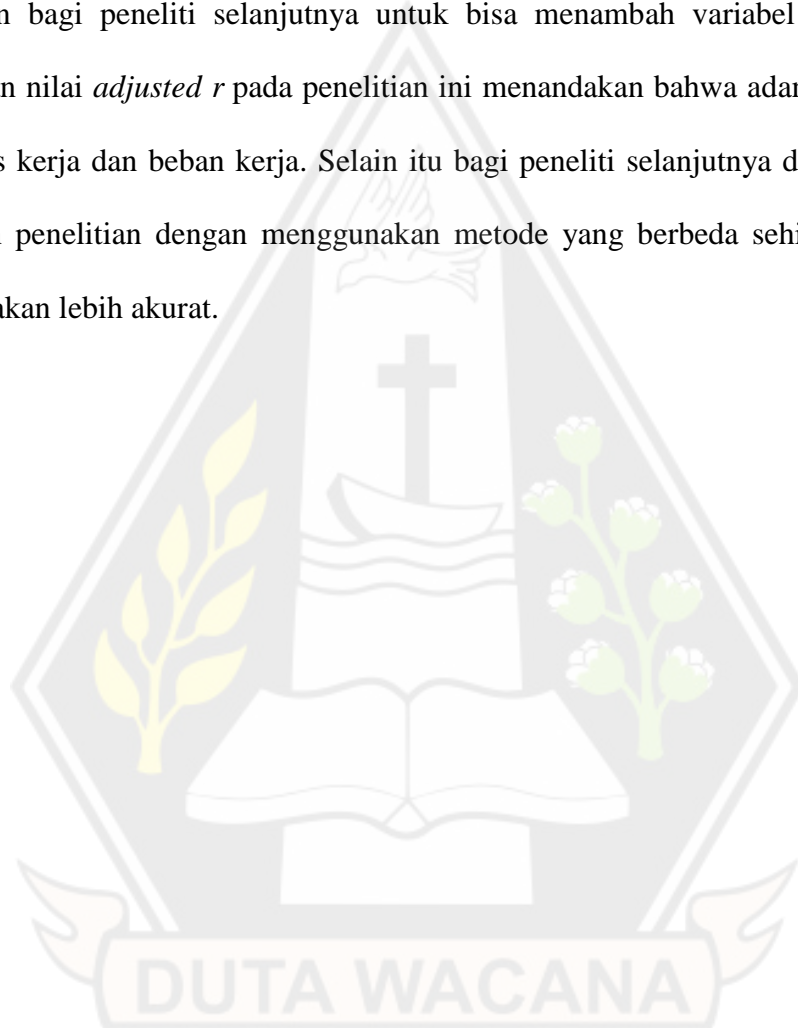 n bagi peneliti selanjutnya untuk bisa menambah variabel
n nilai adjusted r pada penelitian ini menandakan bahwa adan
s kerja dan beban kerja. Selain itu bagi peneliti selanjutnya d
penelitian dengan menggunakan metode yang berbeda sehi
akan lebih akurat.
DUTA WACANA